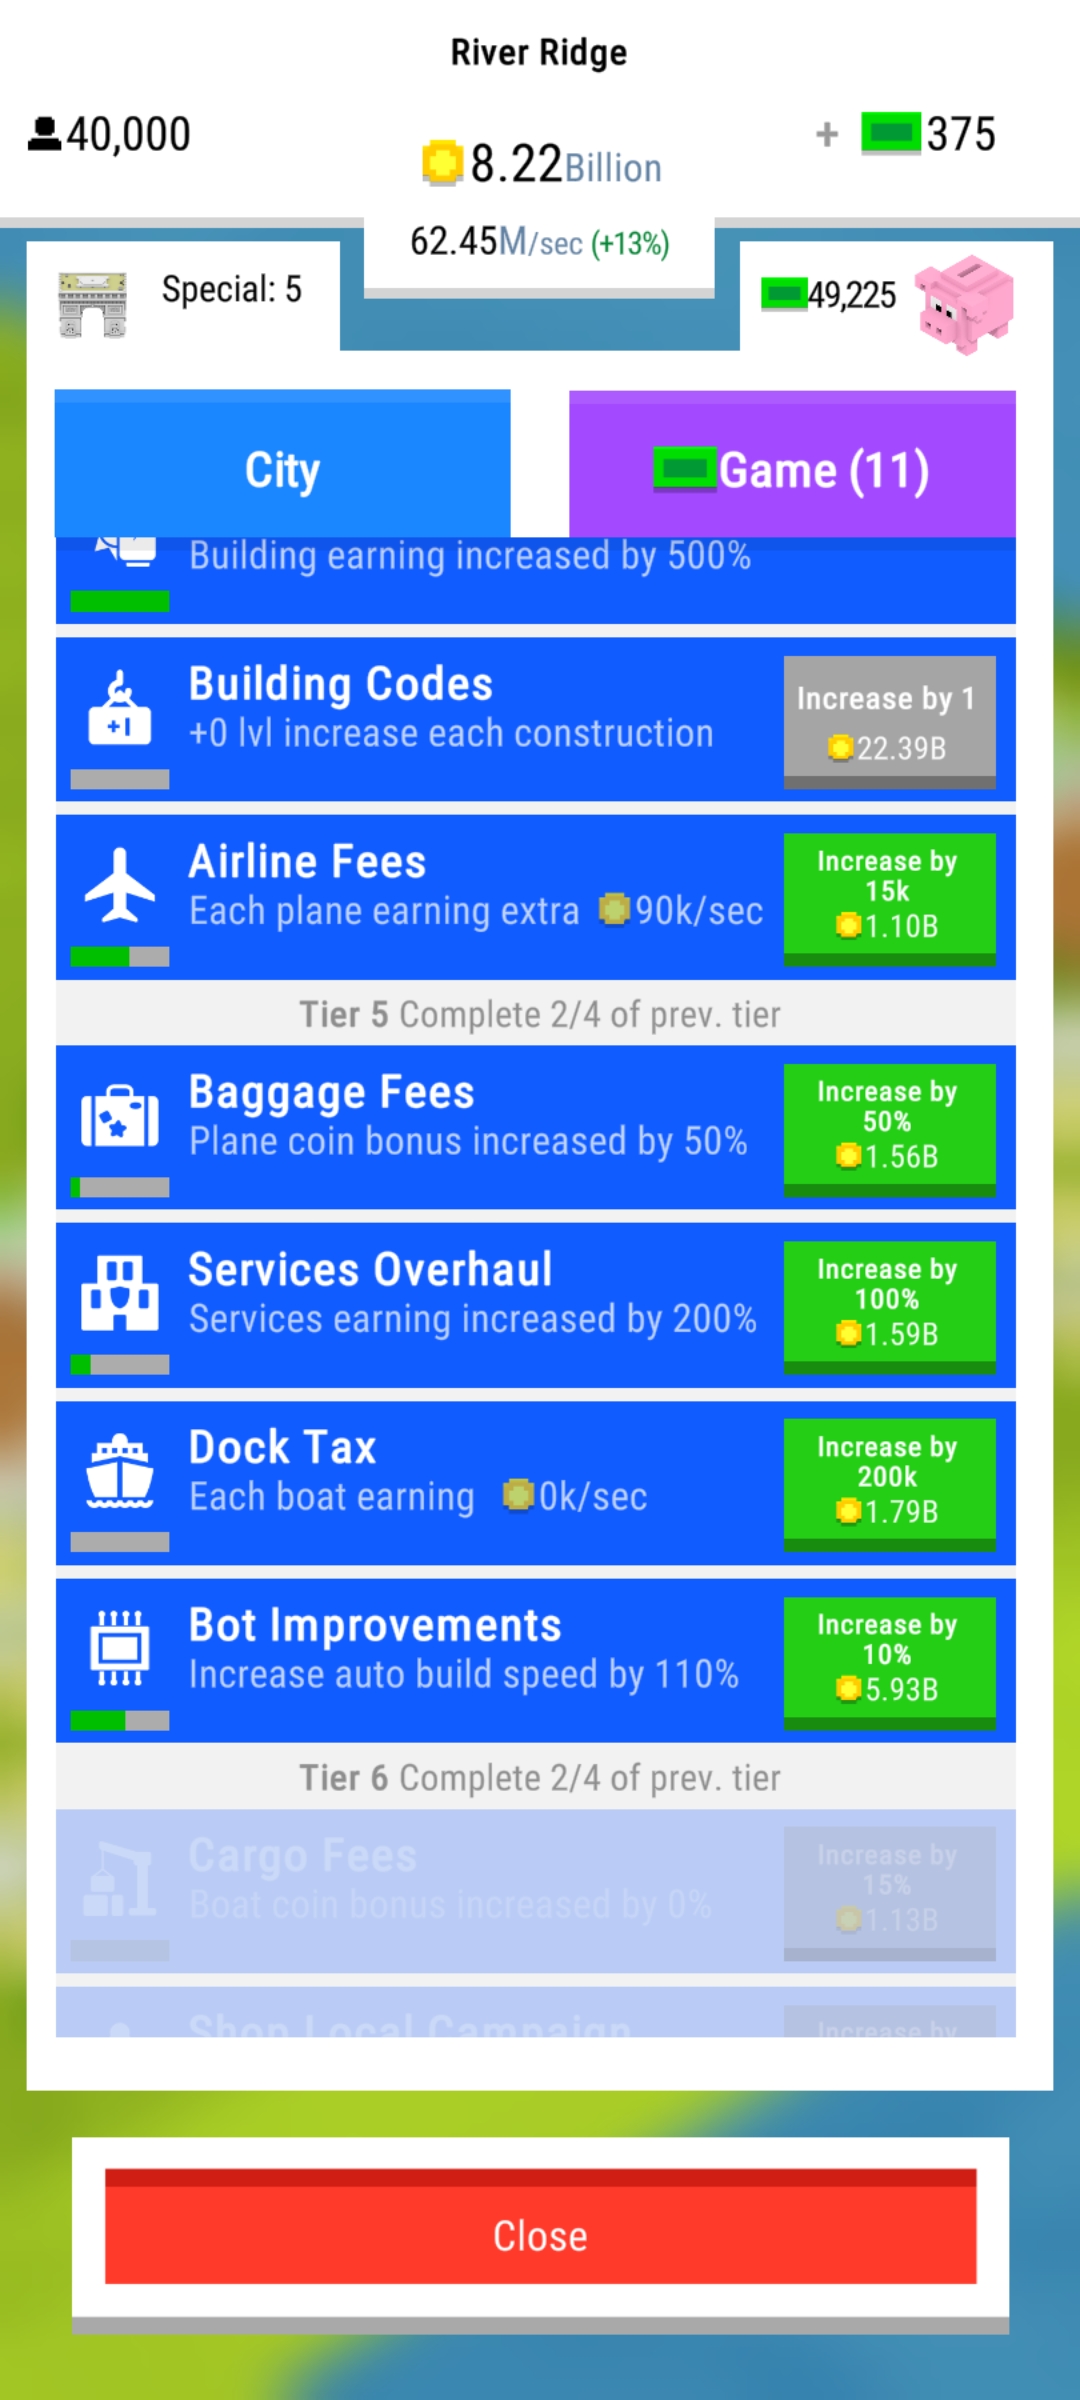 River Ridge
40,000
8.22Billion
+ 375
62.45M/sec (+13%)
Special: 5
49,225
City
Game (11)
Building earning increased by 500%
Building Codes
+0 lvl increase each construction
Increase by 1
22.39B
+1
Airline Fees
Each plane earning extra 90k/sec
Increase by
15k
1.10B
Tier 5 Complete 2/4 of prev. tier
Baggage Fees
Plane coin bonus increased by 50%
Increase by
50%
1.56B
Services Overhaul
Services earning increased by 200%
Increase by
100%
1.59B
Dock Tax
Each boat earning 0k/sec
Increase by
200k
1.79B
Bot Improvements
Increase auto build speed by 110%
Increase by
10%
5.93B
Tier 6 Complete 2/4 of prev. tier
Cargo Fees
Boat coin bonus increased by 0%
Increase by
15%
1.13B
Shop Local Campaign
Increase by
Close